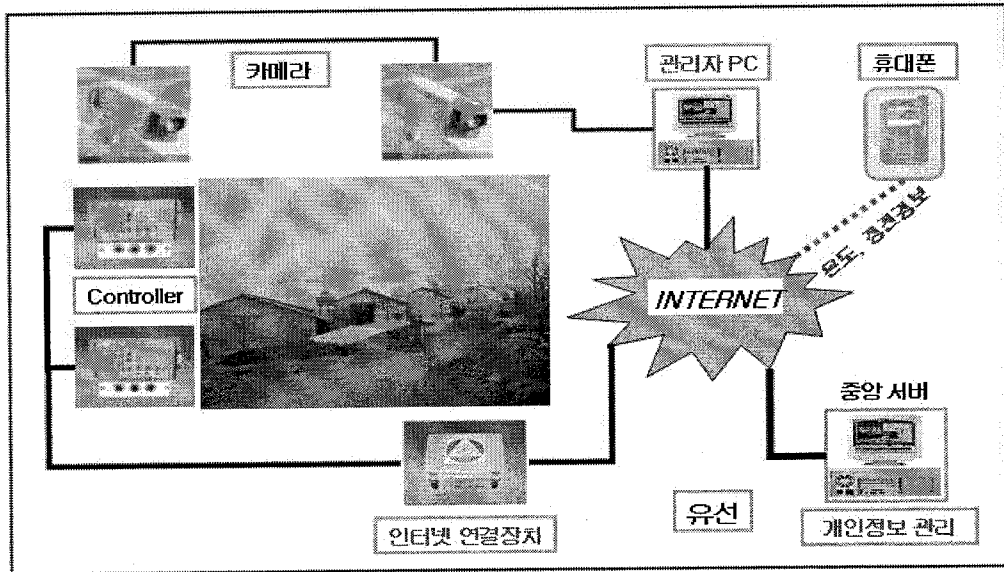 카메라
관리자 PC
휴대폰
온도, 정전경보
Controller
INTERNET
중앙 서버
인터넷 연결장치
유선
개인정보 관리